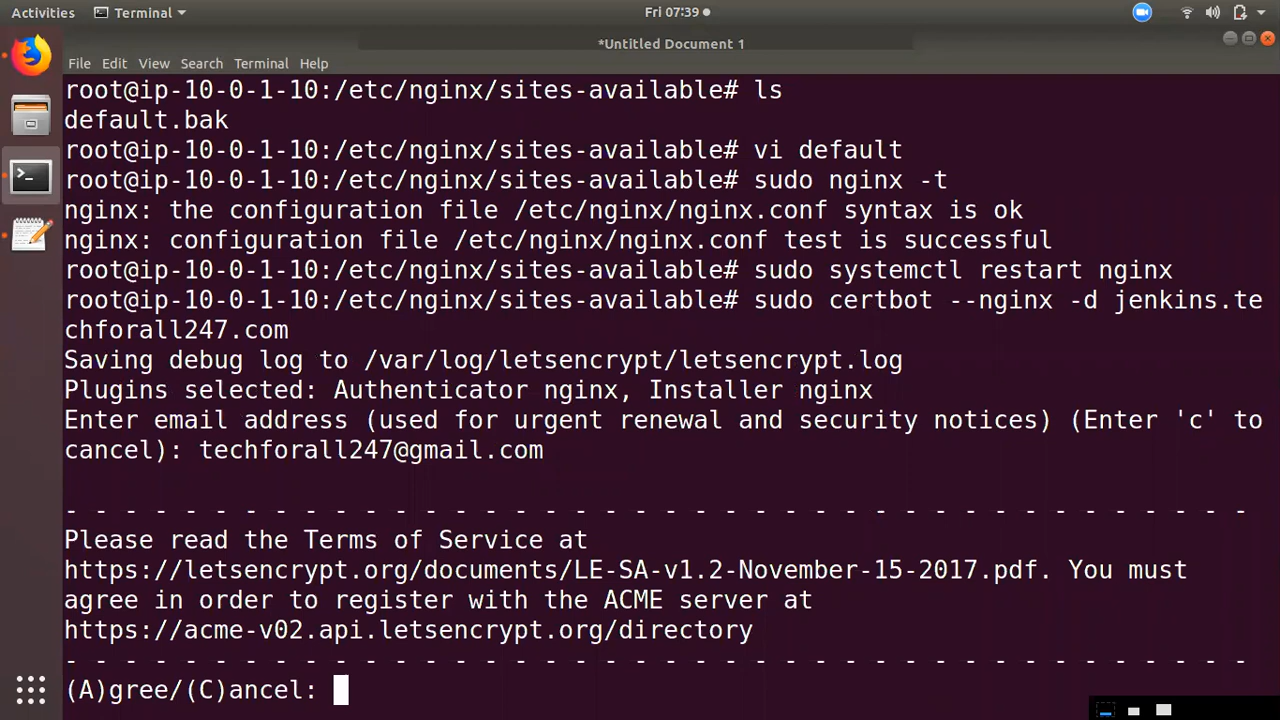 Activities Terminal Fri 07:39
*Untitled Document 1
File Edit View Search Terminal Help
root@ip-10-0-1-10:/etc/nginx/sites-available# ls
default.bak
root@ip-10-0-1-10:/etc/nginx/sites-available# vi default
root@ip-10-0-1-10:/etc/nginx/sites-available# sudo nginx -t
nginx: the configuration file /etc/nginx/nginx.conf syntax is ok
nginx: configuration file /etc/nginx/nginx.conf test is successful
root@ip-10-0-1-10:/etc/nginx/sites-available# sudo systemctl restart nginx
root@ip-10-0-1-10:/etc/nginx/sites-available# sudo certbot --nginx -d jenkins.te
chforall247.com
Saving debug log to /var/log/letsencrypt/letsencrypt.log
Plugins selected: Authenticator nginx, Installer nginx
Enter email address (used for urgent renewal and security notices) (Enter 'c' to
cancel): techforall247@gmail.com
- - - - - - - - - - - - - - - - - - - - - - - - - - - - - - - - - - - - - - - -
Please read the Terms of Service at
https://letsencrypt.org/documents/LE-SA-v1.2-November-15-2017.pdf. You must
agree in order to register with the ACME server at
https://acme-v02.api.letsencrypt.org/directory
- - - - - - - - - - - - - - - - - - - - - - - - - - - - - - - - - - - - - - - -
(A)gree/(C)ancel: